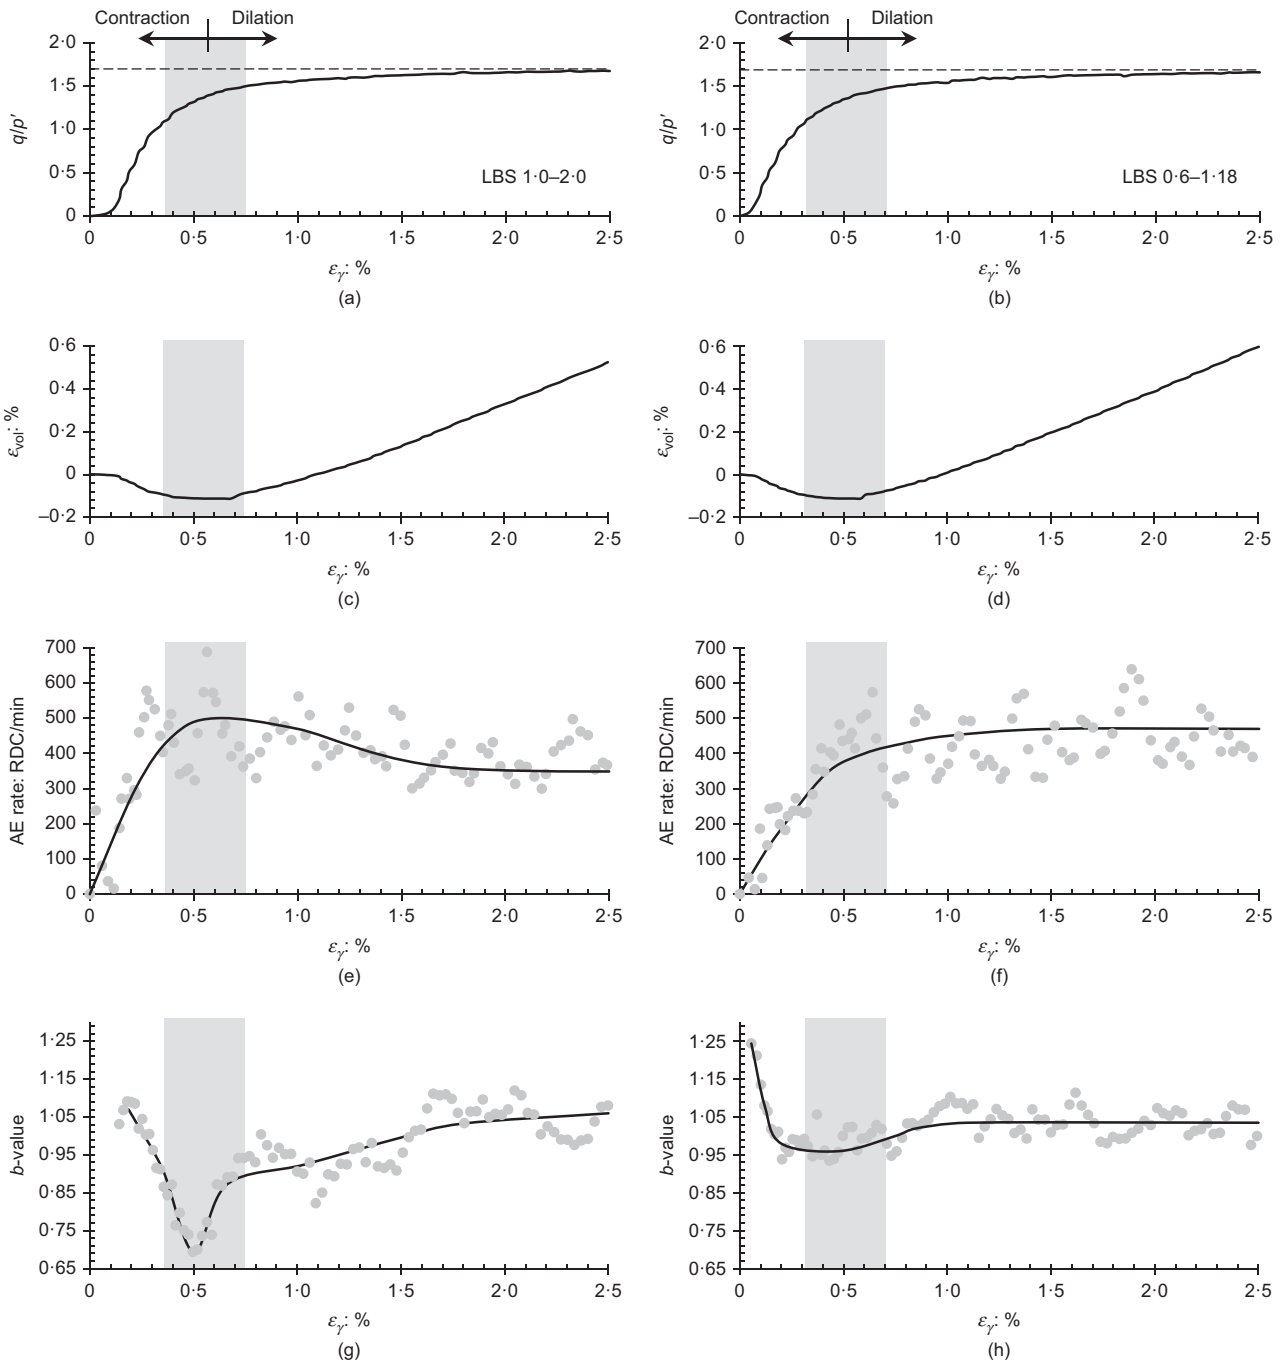 Contraction Dilation
2·0
1·5
1·0
0·5
0
q/p′
LBS 1·0–2·0
0 0·5 1·0 1·5 2·0 2·5
εγ: %
(a)
Contraction Dilation
2·0
1·5
1·0
0·5
0
q/p′
LBS 0·6–1·18
0 0·5 1·0 1·5 2·0 2·5
εγ: %
(b)
0·6
0·4
0·2
0
–0·2
εvol: %
0 0·5 1·0 1·5 2·0 2·5
εγ: %
(c)
0·6
0·4
0·2
0
–0·2
εvol: %
0 0·5 1·0 1·5 2·0 2·5
εγ: %
(d)
700
600
500
400
300
200
100
0
AE rate: RDC/min
0 0·5 1·0 1·5 2·0 2·5
εγ: %
(e)
700
600
500
400
300
200
100
0
AE rate: RDC/min
0 0·5 1·0 1·5 2·0 2·5
εγ: %
(f)
1·25
1·15
1·05
0·95
0·85
0·75
0·65
b-value
0 0·5 1·0 1·5 2·0 2·5
εγ: %
(g)
1·25
1·15
1·05
0·95
0·85
0·75
0·65
b-value
0 0·5 1·0 1·5 2·0 2·5
εγ: %
(h)